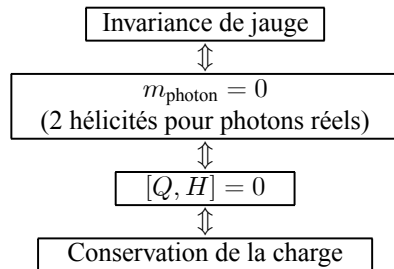 Invariance de jauge
⇕
m_photon = 0
(2 hélicités pour photons réels)
⇕
[Q, H] = 0
⇕
Conservation de la charge